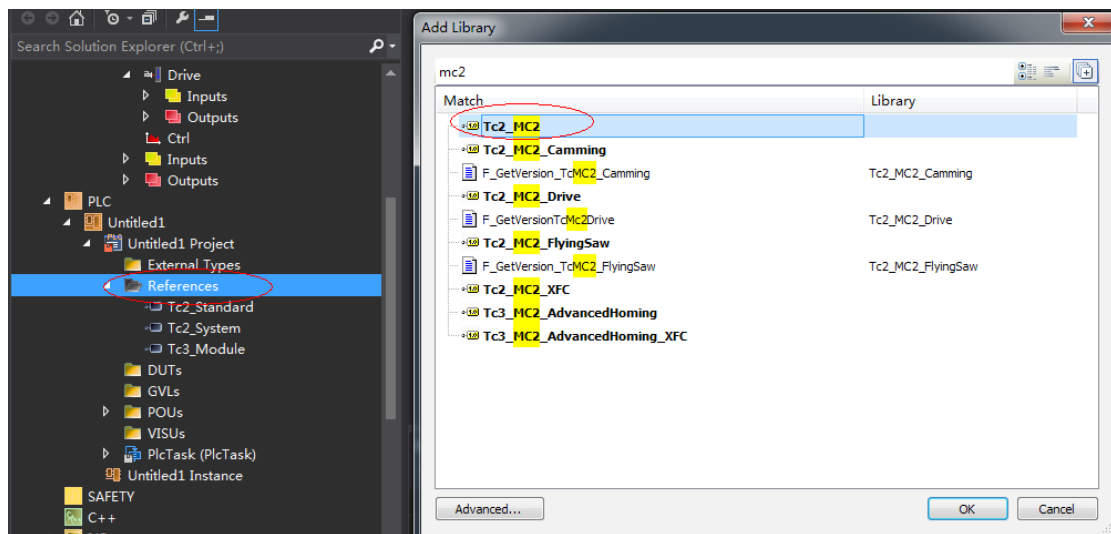 Search Solution Explorer (Ctrl+;)
Drive
Inputs
Outputs
Ctrl
Inputs
Outputs
PLC
Untitled1
Untitled1 Project
External Types
References
Tc2_Standard
Tc2_System
Tc3_Module
DUTs
GVLs
POUs
VISUs
PlcTask (PlcTask)
Untitled1 Instance
SAFETY
C++
Add Library
mc2
Match Library
Tc2_MC2
Tc2_MC2_Camming
F_GetVersion_TcMC2_Camming Tc2_MC2_Camming
Tc2_MC2_Drive
F_GetVersionTcMc2Drive Tc2_MC2_Drive
Tc2_MC2_FlyingSaw
F_GetVersion_TcMC2_FlyingSaw Tc2_MC2_FlyingSaw
Tc2_MC2_XFC
Tc3_MC2_AdvancedHoming
Tc3_MC2_AdvancedHoming_XFC
Advanced... OK Cancel